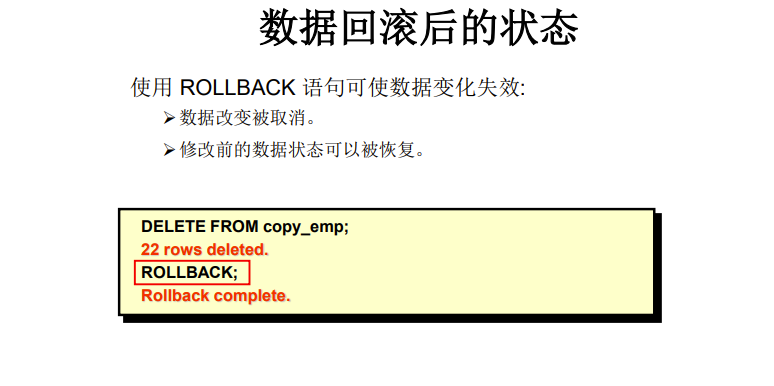 数据回滚后的状态
使用 ROLLBACK 语句可使数据变化失效:
➢数据改变被取消。
➢修改前的数据状态可以被恢复。
DELETE FROM copy_emp;
22 rows deleted.
ROLLBACK;
Rollback complete.